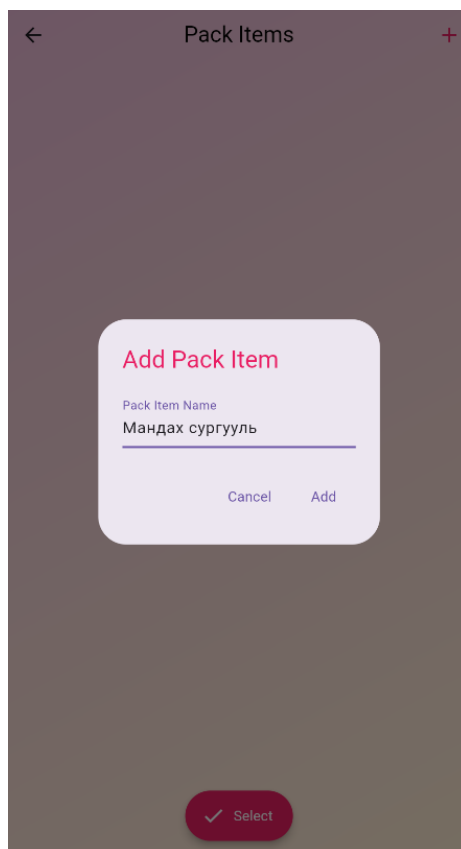 Pack Items
Add Pack Item
Pack Item Name
Мандах сургууль
Cancel Add
Select